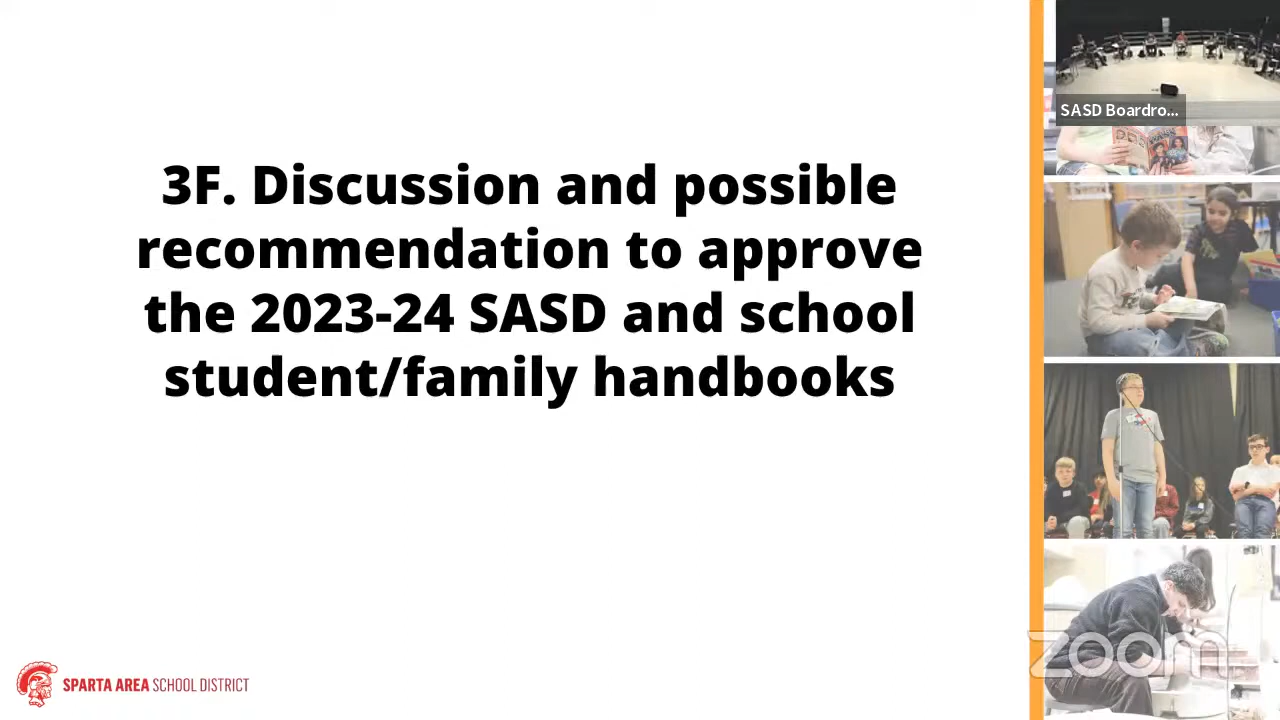 3F. Discussion and possible
recommendation to approve
the 2023-24 SASD and school
student/family handbooks
SASD Boardro...
SPARTA AREA SCHOOL DISTRICT
zoom